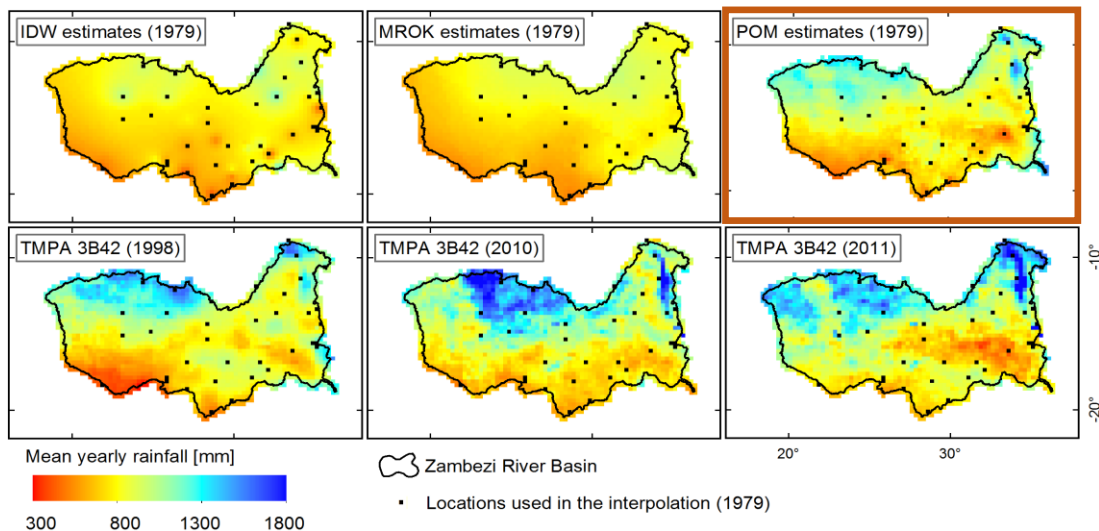 IDW estimates (1979)
MROK estimates (1979)
POM estimates (1979)
TMPA 3B42 (1998)
TMPA 3B42 (2010)
TMPA 3B42 (2011)
-10°
-20°
20°
30°
Mean yearly rainfall [mm]
300 800 1300 1800
Zambezi River Basin
Locations used in the interpolation (1979)